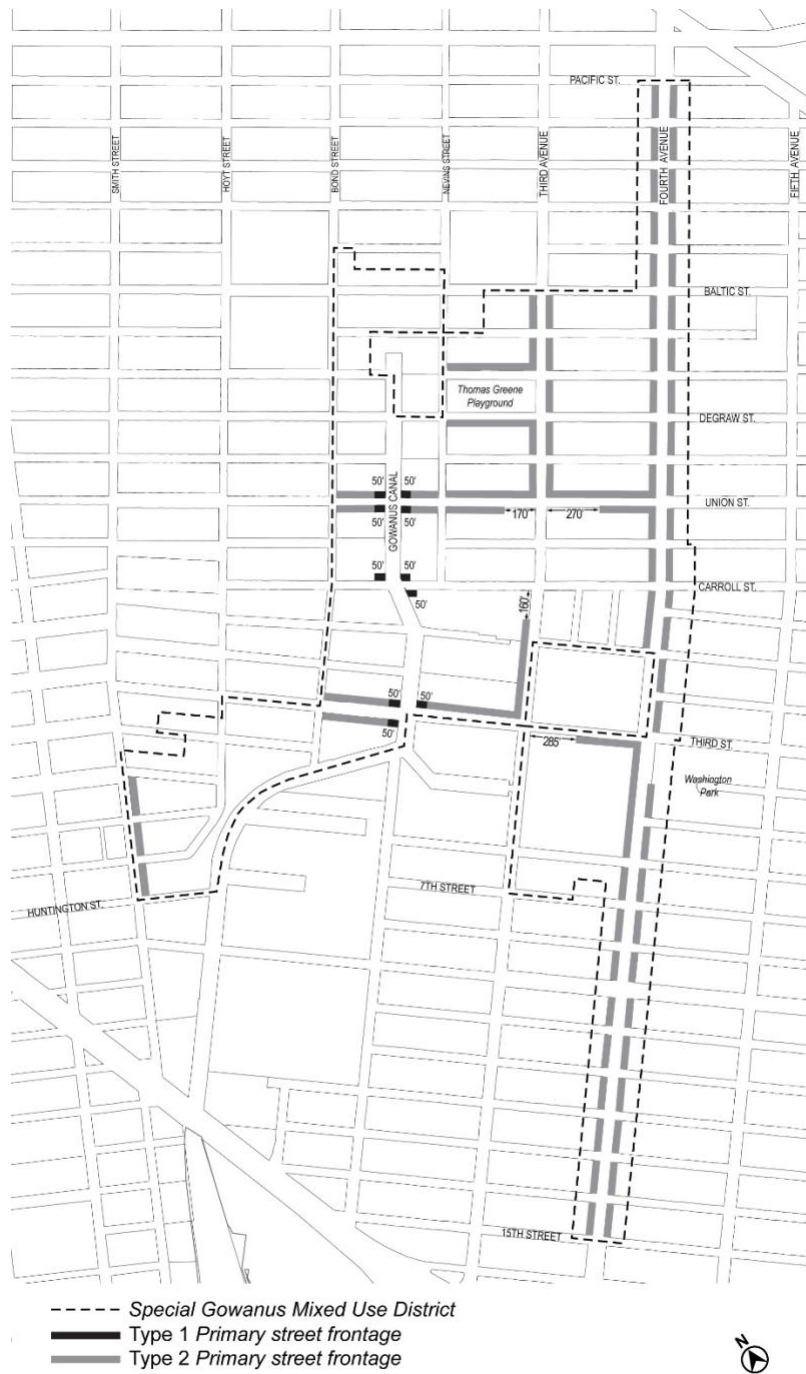 PACIFIC ST.
SMITH STREET
HOYT STREET
BOND STREET
NEVINS STREET
THIRD AVENUE
FOURTH AVENUE
FIFTH AVENUE
BALTIC ST.
Thomas Greene
Playground
DEGRAW ST.
50' 50'
GOWANUS CANAL
UNION ST.
50' 50'
170' 270'
50' 50'
CARROLL ST.
50'
160'
50' 50'
50'
285'
THIRD ST.
Washington
Park
7TH STREET
HUNTINGTON ST.
15TH STREET
Special Gowanus Mixed Use District
Type 1 Primary street frontage
Type 2 Primary street frontage
N